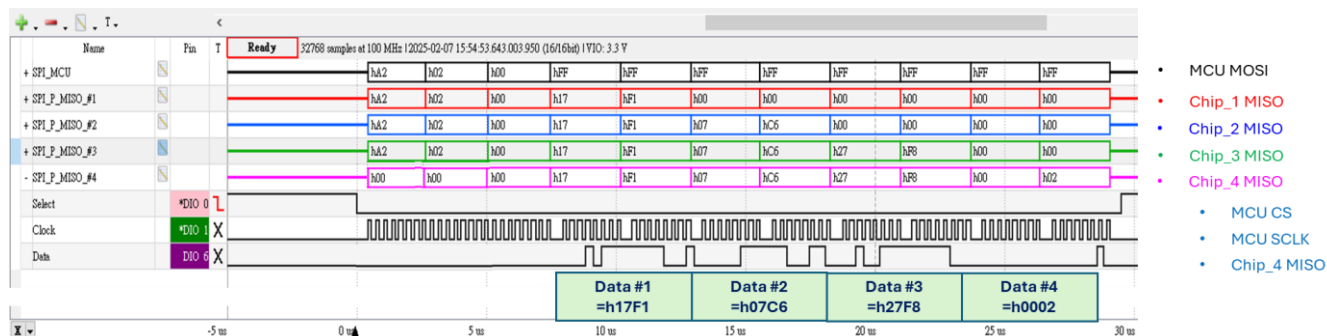 T
Name Pin T Ready 32768 samples at 100 MHz | 2025-02-07 15:54:53.643.003.950 (16/16bit) | VIO: 3.3 V
+ SPI_MCU hA2 h02 h00 hFF hFF hFF hFF hFF hFF hFF hFF
+ SPI_P_MISO_#1 hA2 h02 h00 h17 hF1 h00 h00 h00 h00 h00 h00
+ SPI_P_MISO_#2 hA2 h02 h00 h17 hF1 h07 hC6 h00 h00 h00 h00
+ SPI_P_MISO_#3 hA2 h02 h00 h17 hF1 h07 hC6 h27 hF8 h00 h00
- SPI_P_MISO_#4 h00 h00 h00 h17 hF1 h07 hC6 h27 hF8 h00 h02
Select *DIO 0
Clock *DIO 1 X
Data DIO 6 X
Data #1 Data #2 Data #3 Data #4
=h17F1 =h07C6 =h27F8 =h0002
X -5 us 0 us 5 us 10 us 15 us 20 us 25 us 30 us
• MCU MOSI
• Chip_1 MISO
• Chip_2 MISO
• Chip_3 MISO
• Chip_4 MISO
• MCU CS
• MCU SCLK
• Chip_4 MISO